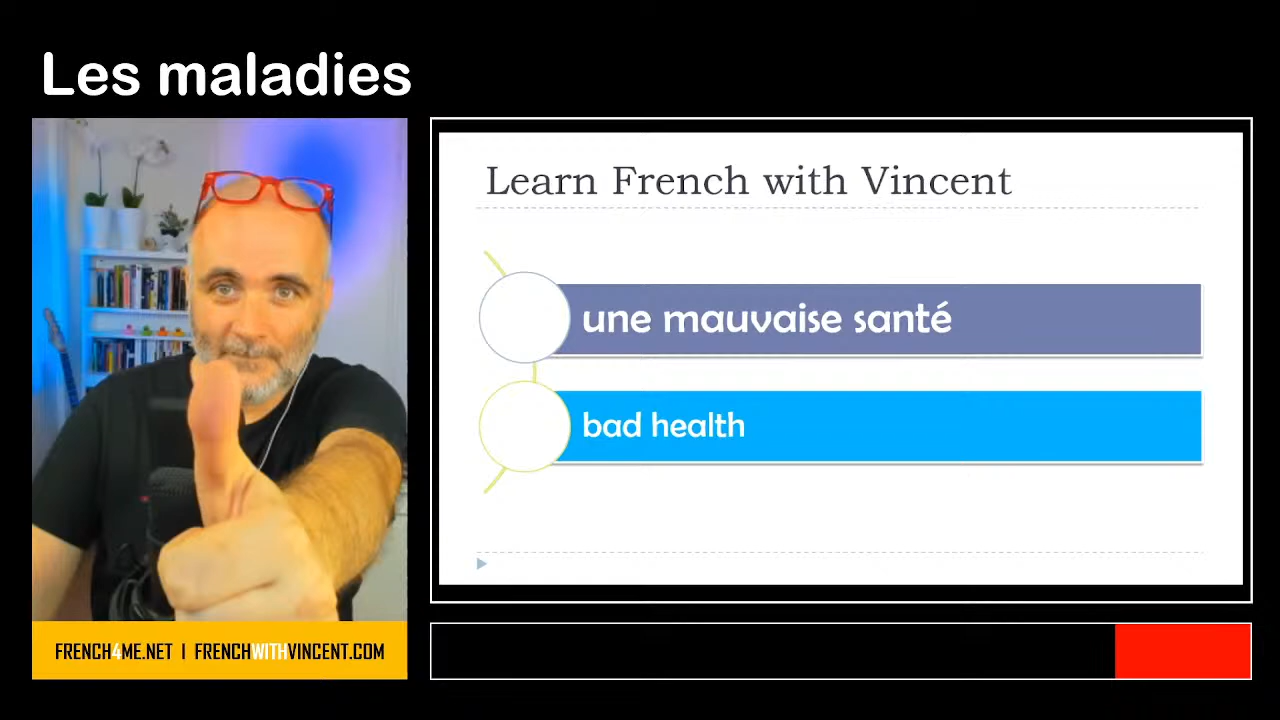 Les maladies
Learn French with Vincent
une mauvaise santé
bad health
FRENCH4ME.NET | FRENCHWITHVINCENT.COM